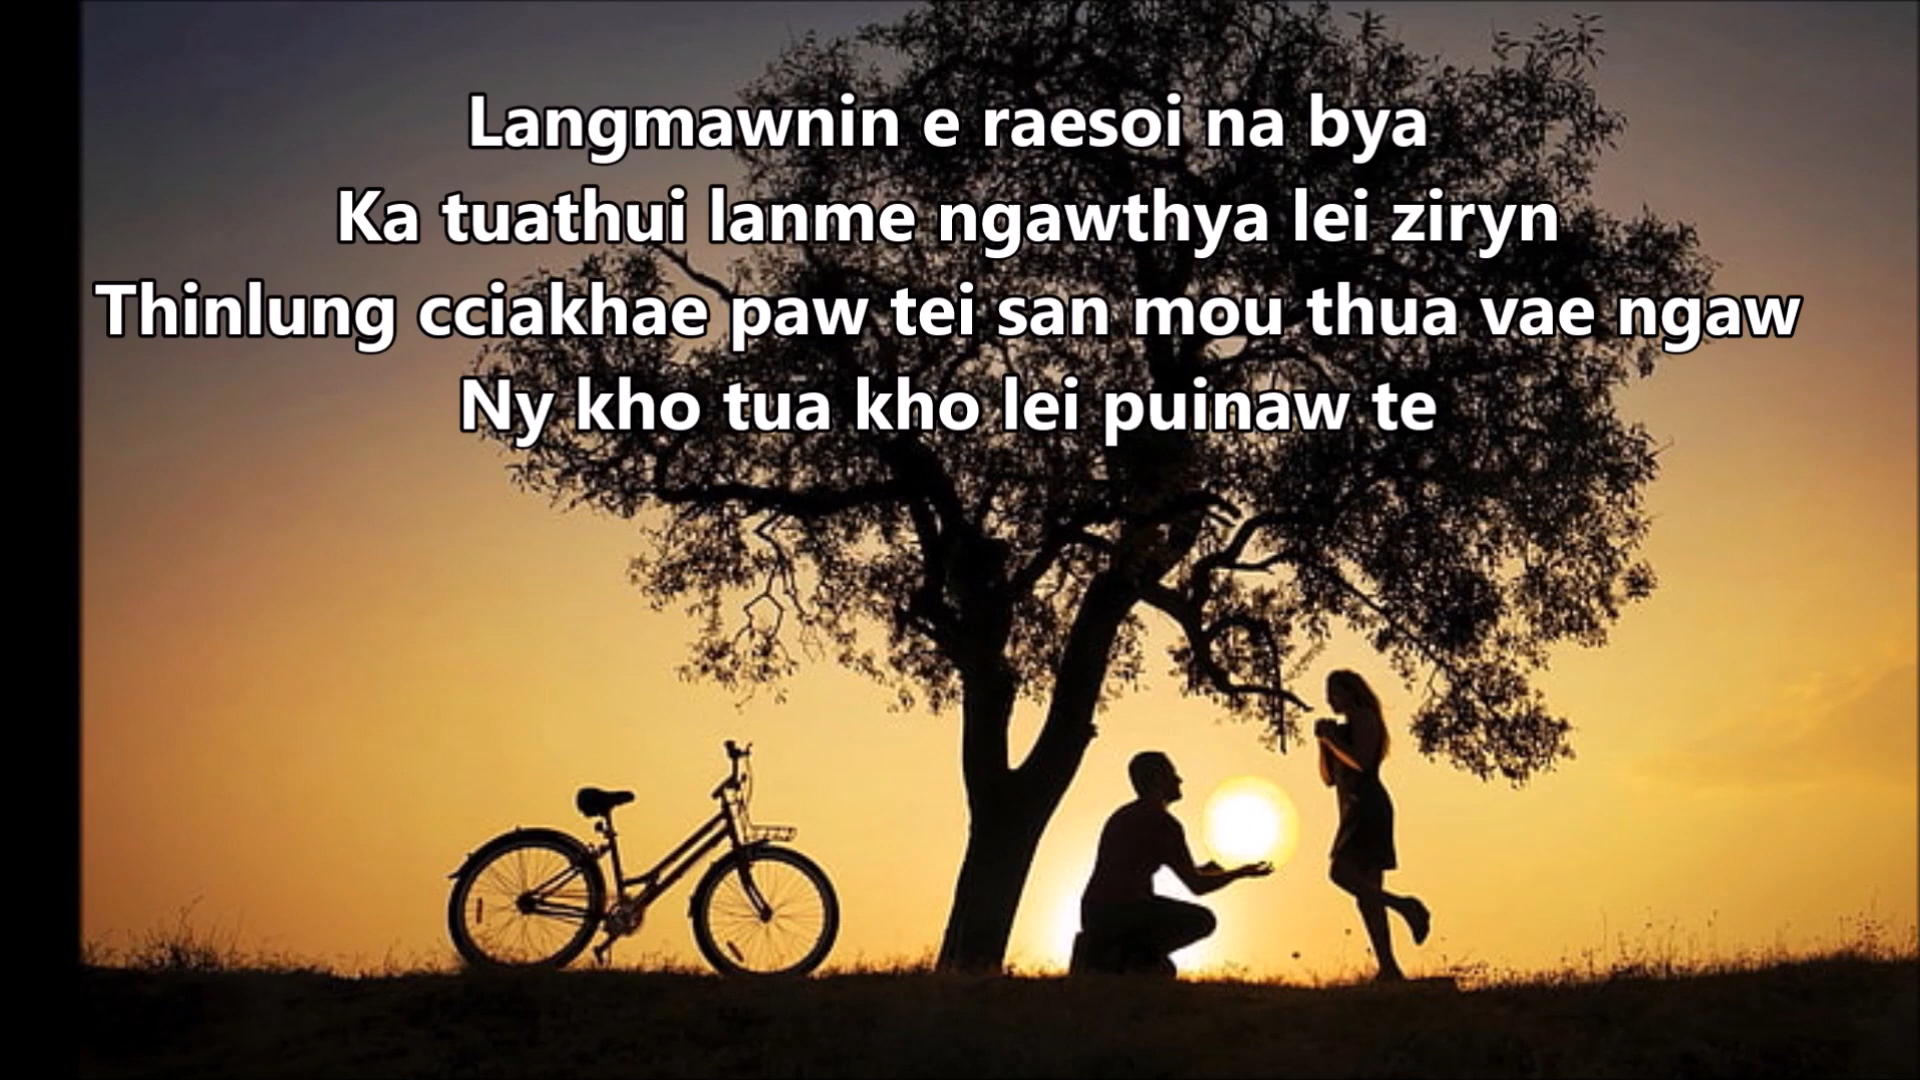 Langmawnin e raesoi na bya
Ka tuathui lanme ngawthya lei ziryn
Thinlung cciakhae paw tei san mou thua vae ngaw
Ny kho tua kho lei puinaw te